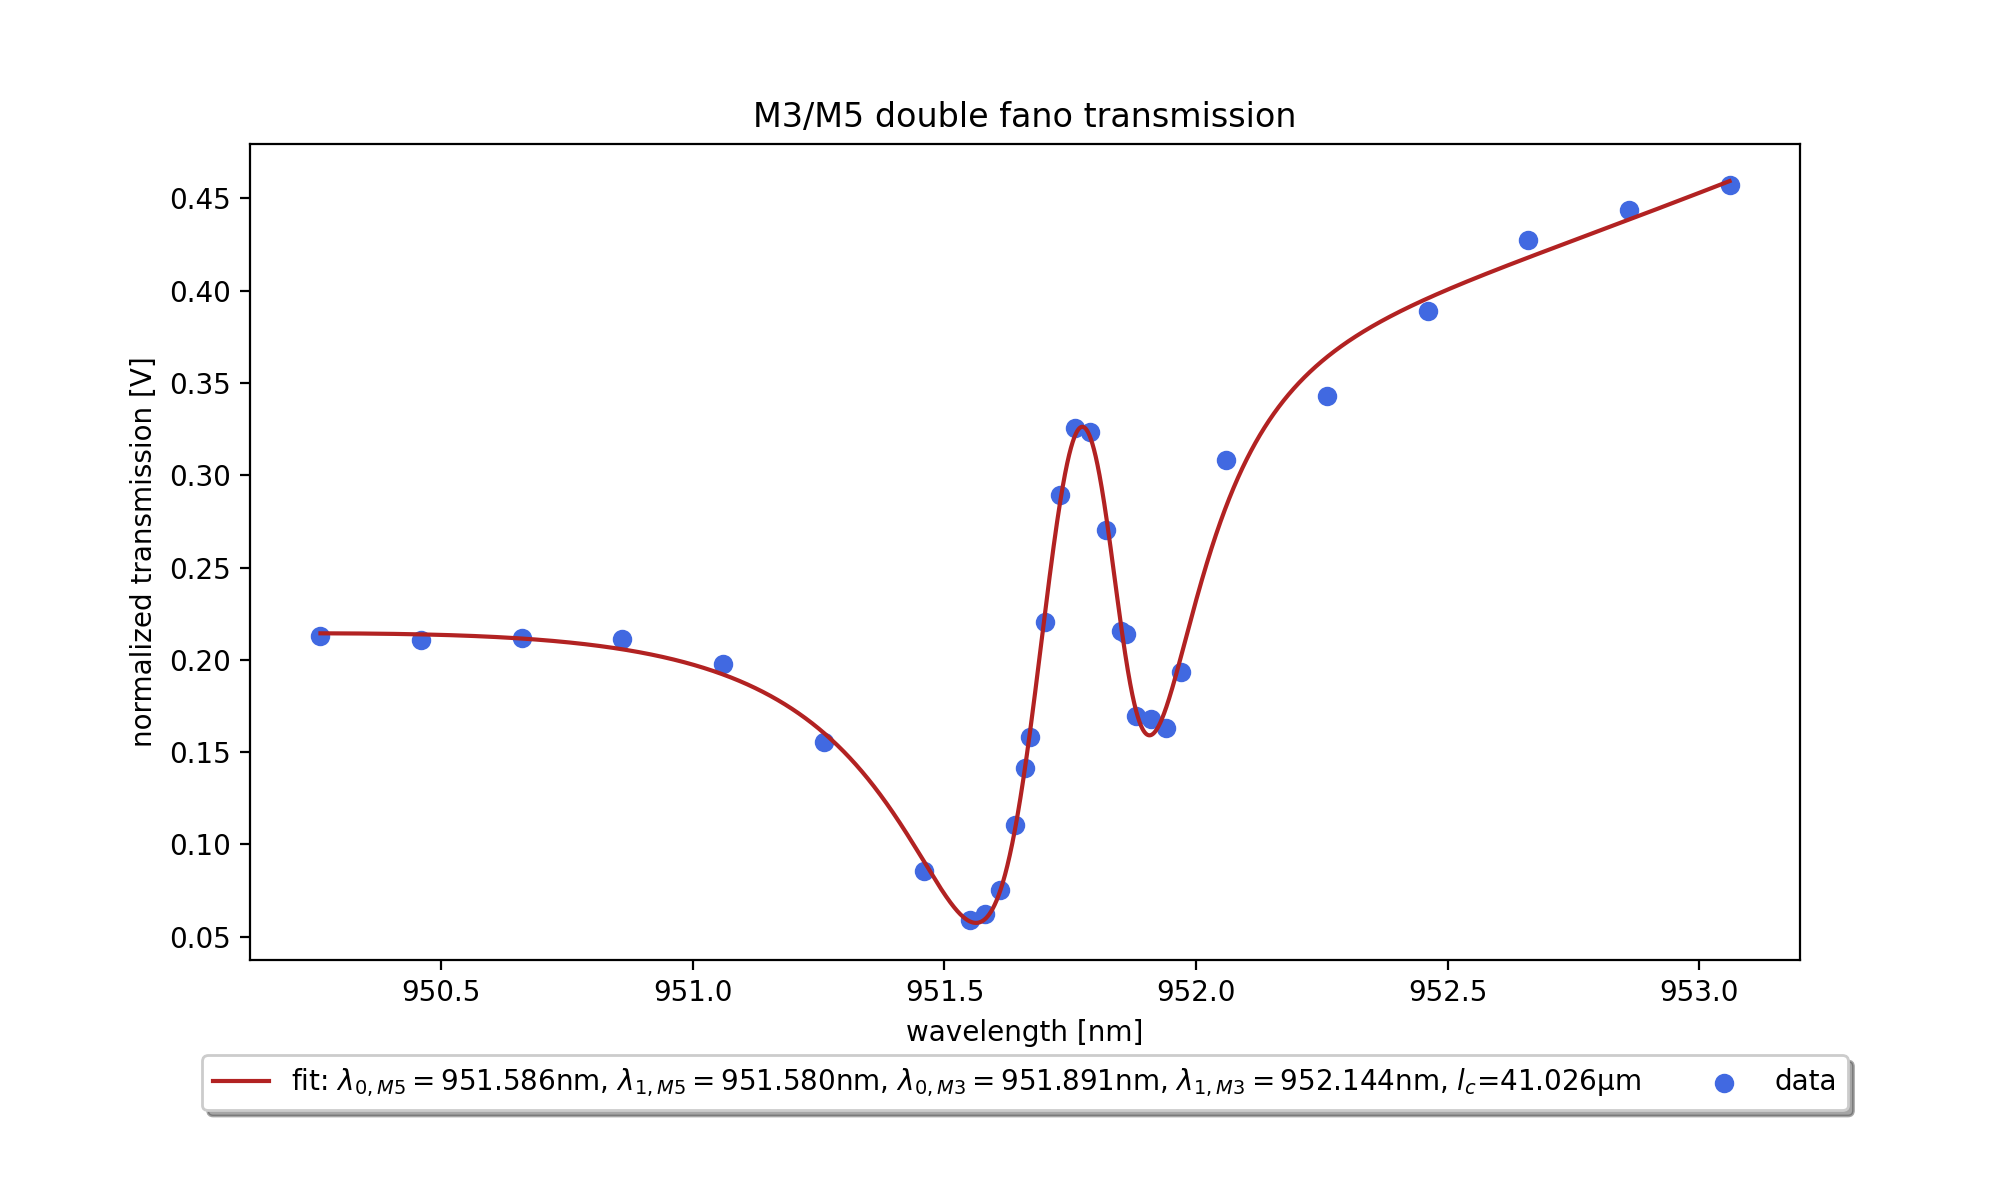 M3/M5 double fano transmission
normalized transmission [V]
0.45
0.40
0.35
0.30
0.25
0.20
0.15
0.10
0.05
950.5 951.0 951.5 952.0 952.5 953.0
wavelength [nm]
fit: λ₀,M5 = 951.586nm, λ₁,M5 = 951.580nm, λ₀,M3 = 951.891nm, λ₁,M3 = 952.144nm, l_c=41.026μm data